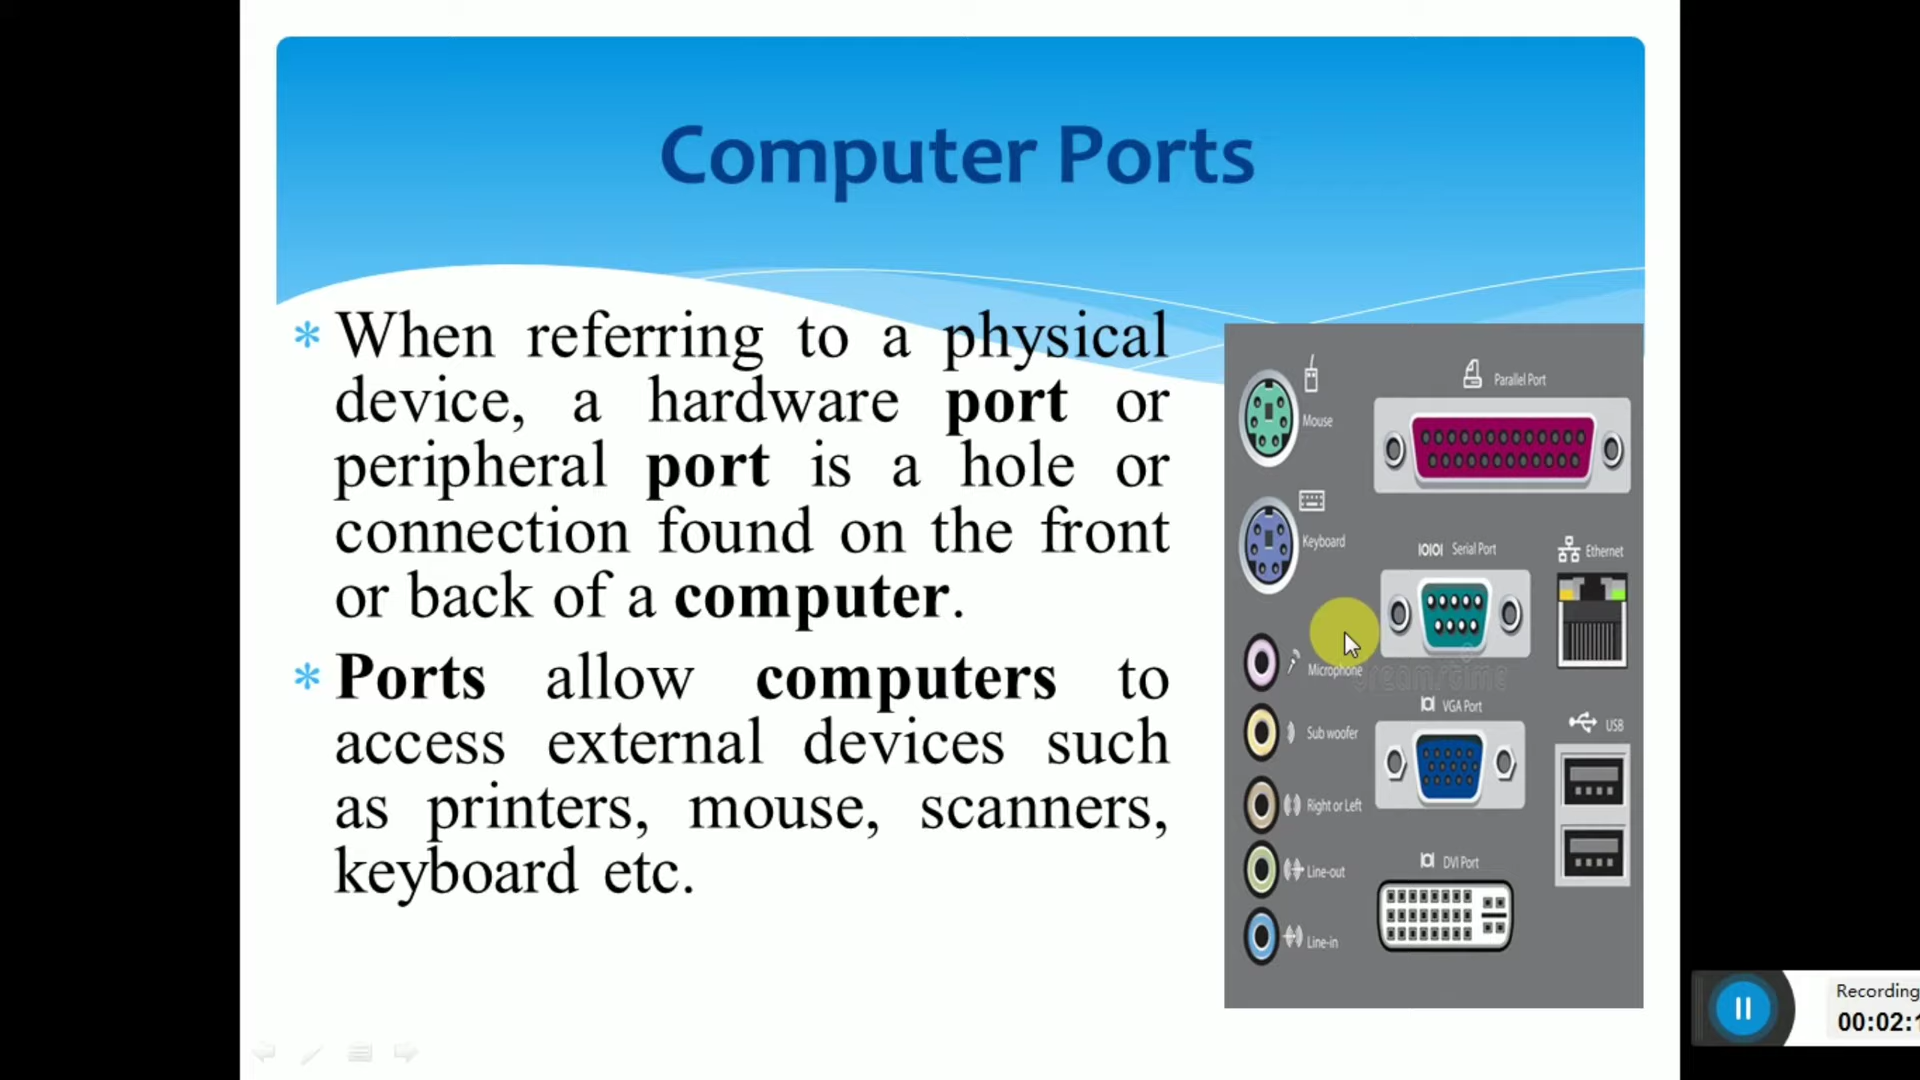 Computer Ports
* When referring to a physical
device, a hardware port or
peripheral port is a hole or
connection found on the front
or back of a computer.
* Ports allow computers to
access external devices such
as printers, mouse, scanners,
keyboard etc.
Mouse
Parallel Port
Keyboard
Serial Port
Ethernet
Microphone
dreamstime
VGA Port
USB
Sub woofer
Right or Left
DVI Port
Line-out
Line-in
Recording
00:02:1